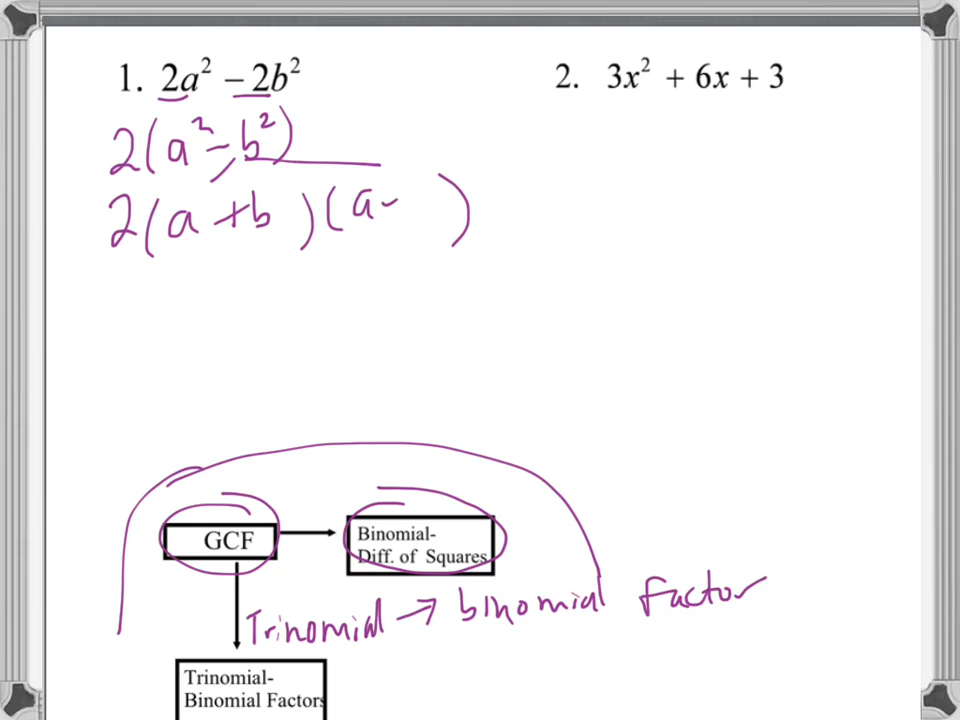 1. 2a² − 2b²
2. 3x² + 6x + 3
2(a² − b²)
2(a + b)(a - )
GCF
Binomial-
Diff. of Squares
Trinomial → binomial factor
Trinomial-
Binomial Factors